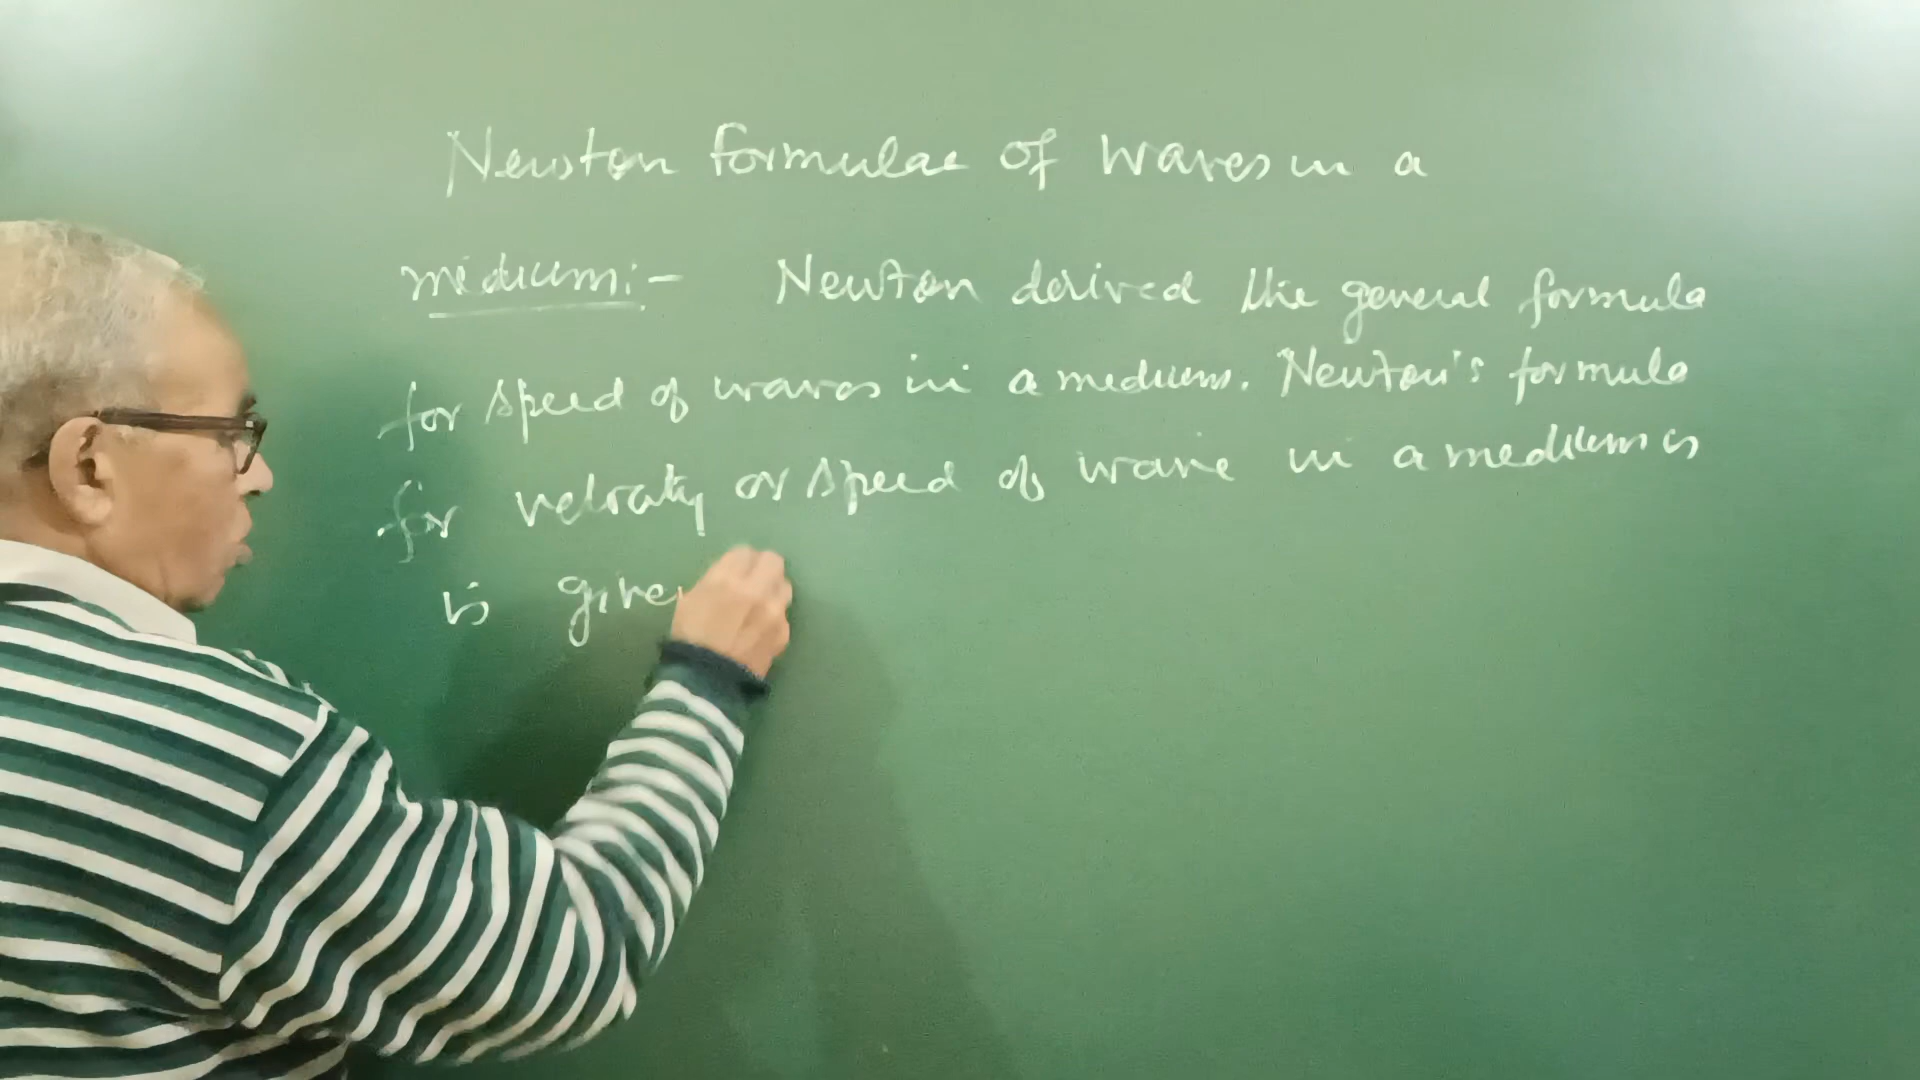 Newton formulae of waves in a
medium:- Newton derived the general formula
for speed of waves in a medium. Newton's formula
for velocity or speed of wave in a medium is
is given